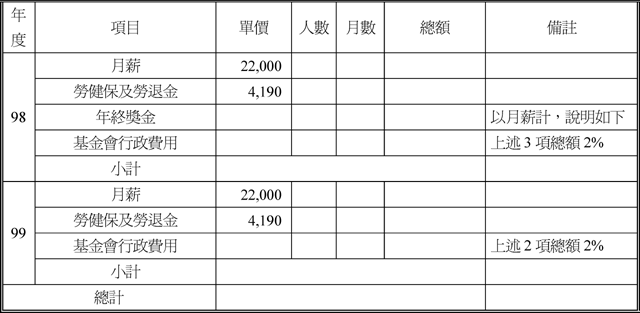 年度 項目 單價 人數 月數 總額 備註
98 月薪 22,000
勞健保及勞退金 4,190
年終獎金 以月薪計，說明如下
基金會行政費用 上述 3 項總額 2%
小計
99 月薪 22,000
勞健保及勞退金 4,190
基金會行政費用 上述 2 項總額 2%
小計
總計